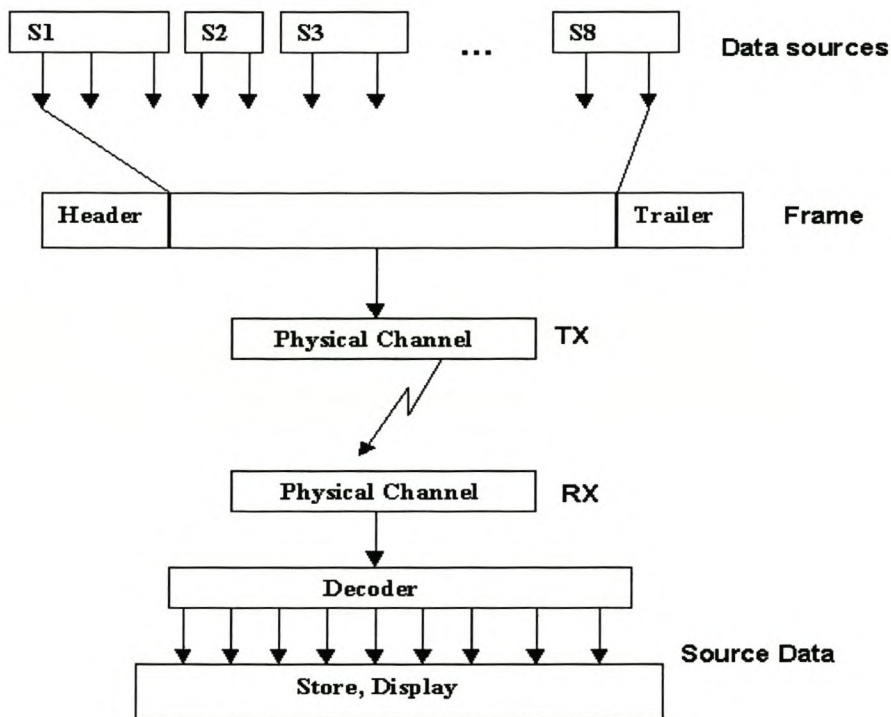 S1 S2 S3 ... S8 Data sources
Header Trailer Frame
Physical Channel TX
Physical Channel RX
Decoder
Source Data
Store, Display